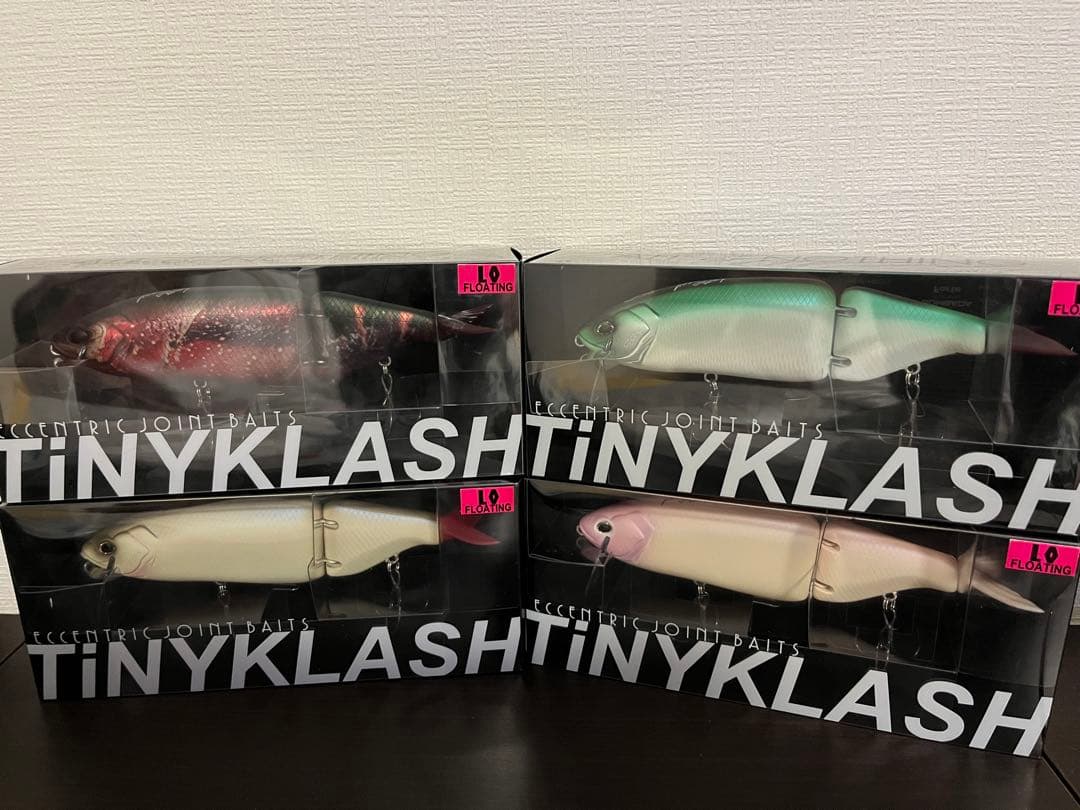 LO
FLOATING
ECCENTRIC JOINT BAITS
TiNYKLASH
FLO
ECCENTRIC JOINT BAITS
TiNYKLASH
LO
FLOATING
ECCENTRIC JOINT BAITS
TiNYKLASH
LO
FLOATING
ECCENTRIC JOINT BAITS
TiNYKLASH